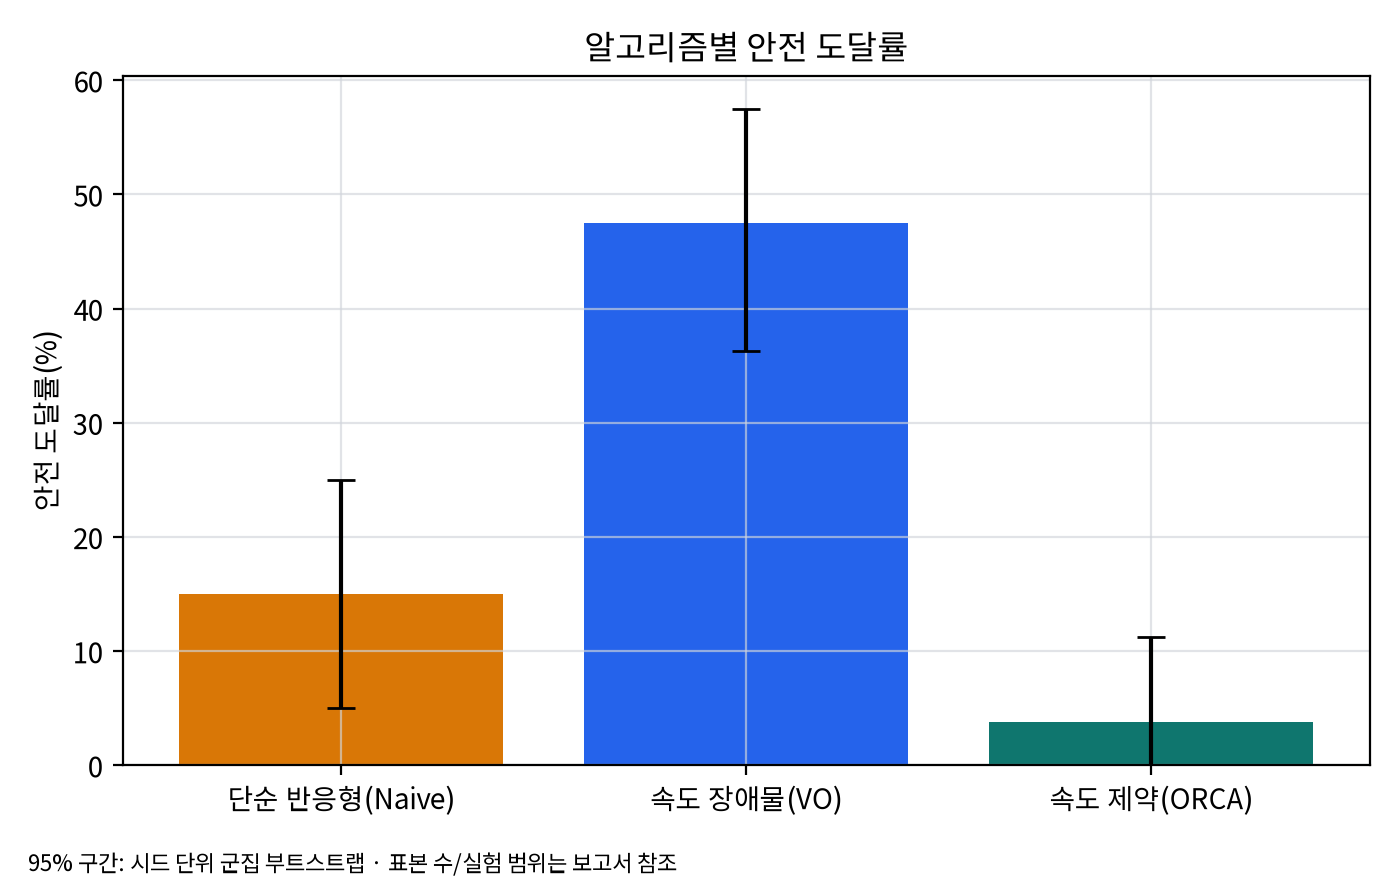 알고리즘별 안전 도달률
안전 도달률(%)
60
50
40
30
20
10
0
단순 반응형(Naive)
속도 장애물(VO)
속도 제약(ORCA)
95% 구간: 시드 단위 군집 부트스트랩 · 표본 수/실험 범위는 보고서 참조